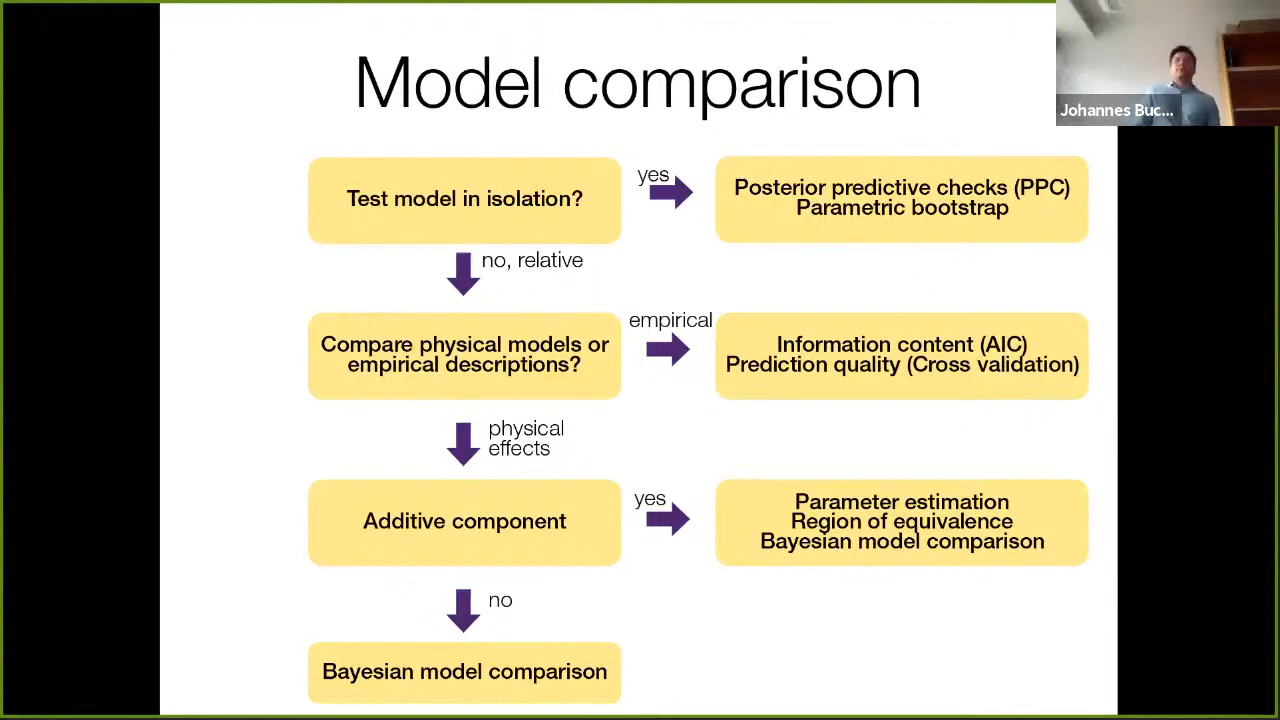 Model comparison
Johannes Buc...
Test model in isolation?
yes
Posterior predictive checks (PPC)
Parametric bootstrap
no, relative
Compare physical models or
empirical descriptions?
empirical
Information content (AIC)
Prediction quality (Cross validation)
physical
effects
Additive component
yes
Parameter estimation
Region of equivalence
Bayesian model comparison
no
Bayesian model comparison